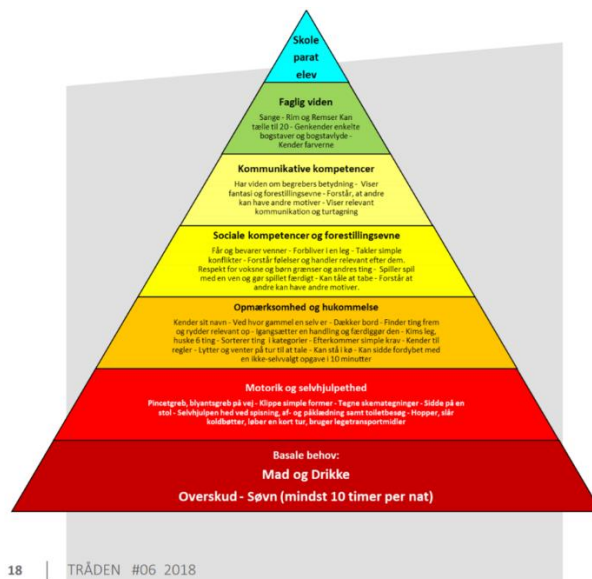 Skole
parat
elev
Faglig viden
Sange - Rim og Remser Kan
tælle til 20 - Genkender enkelte
bogstaver og bogstavlyde -
Kender farverne
Kommunikative kompetencer
Har viden om begrebers betydning - Viser
fantasi og forestillingsevne - Forstår, at andre
kan have andre motiver - Viser relevant
kommunikation og turtagning
Sociale kompetencer og forestillingsevne
Får og bevarer venner - Forbliver i en leg - Takler simple
konflikter - Forstår følelser og handler relevant efter dem.
Respekt for voksne og børn grænser og andres ting - Spiller spil
med en ven og gør spillet færdigt - Kan tåle at tabe - Forstår at
andre kan have andre motiver.
Opmærksomhed og hukommelse
Kender sit navn - Ved hvor gammel en selv er - Dækker bord - Finder ting frem
og rydder relevant op - Igangsætter en handling og færdiggør den - Kims leg,
huske 6 ting - Sorterer ting i kategorier - Efterkommer simple krav - Kender til
regler - Lytter og venter på tur til at tale - Kan stå i kø - Kan sidde fordybet med
en ikke-selvvalgt opgave i 10 minutter
Motorik og selvhjulpethed
Pincetgreb, blyantsgreb på vej - Klippe simple former - Tegne skemategninger - Sidde på en
stol - Selvhjulpen hed ved spisning, af- og påklædning samt toiletbesøg - Hopper, slår
koldbøtter, løber en kort tur, bruger legetransportmidler
Basale behov:
Mad og Drikke
Overskud - Søvn (mindst 10 timer per nat)
18 | TRÅDEN #06 2018